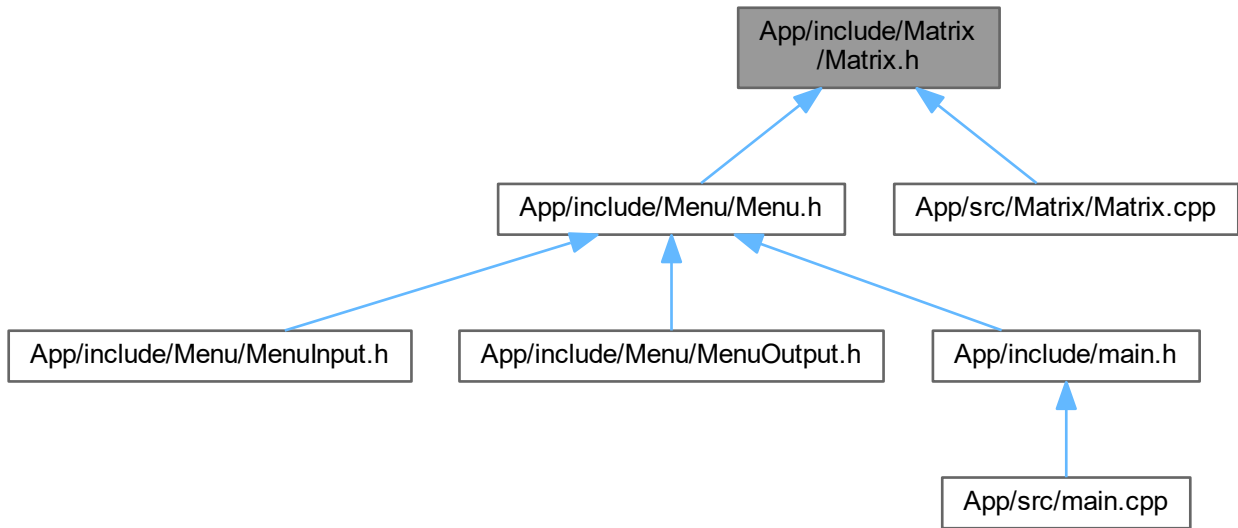 App/include/Matrix
/Matrix.h
App/include/Menu/Menu.h
App/src/Matrix/Matrix.cpp
App/include/Menu/MenuInput.h
App/include/Menu/MenuOutput.h
App/include/main.h
App/src/main.cpp